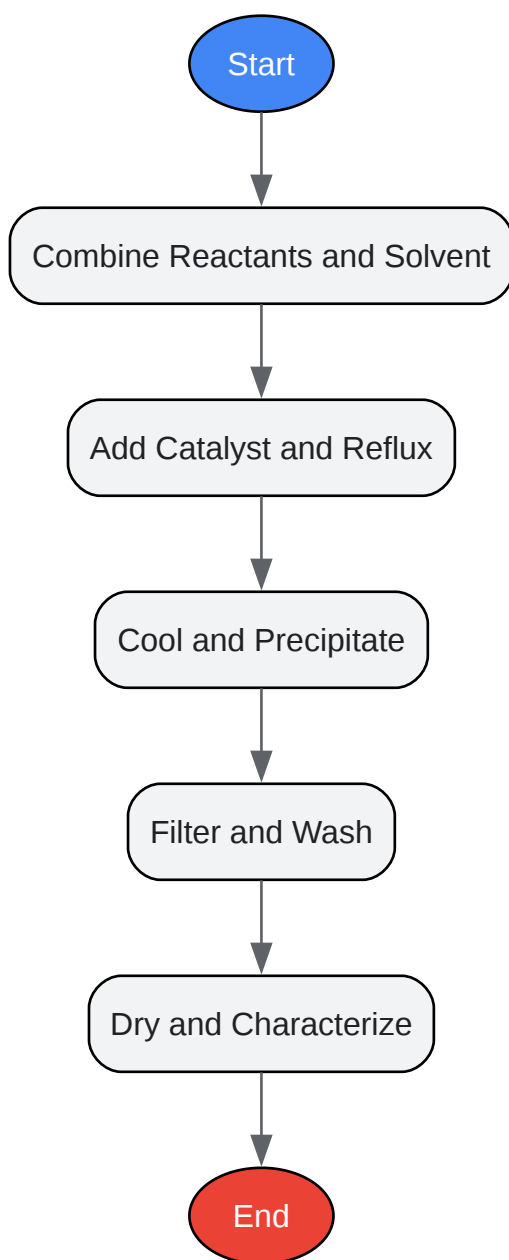 Start
Combine Reactants and Solvent
Add Catalyst and Reflux
Cool and Precipitate
Filter and Wash
Dry and Characterize
End